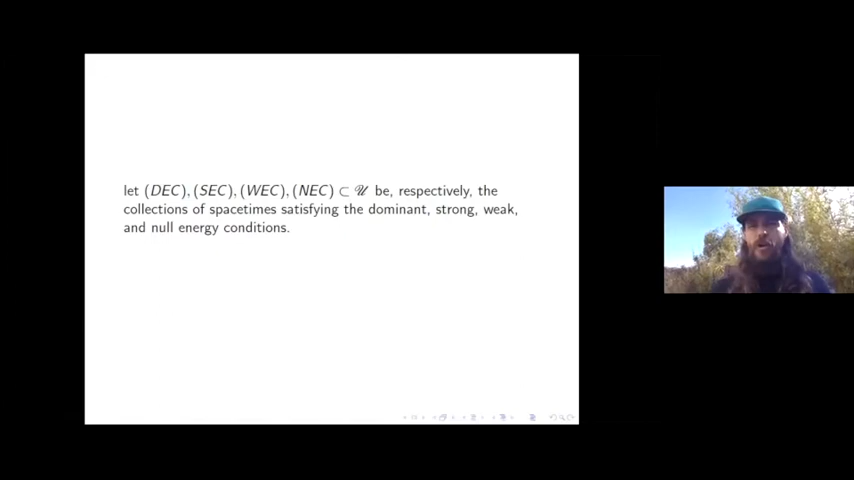 let (DEC), (SEC), (WEC), (NEC) ⊂ 𝒰 be, respectively, the
collections of spacetimes satisfying the dominant, strong, weak,
and null energy conditions.